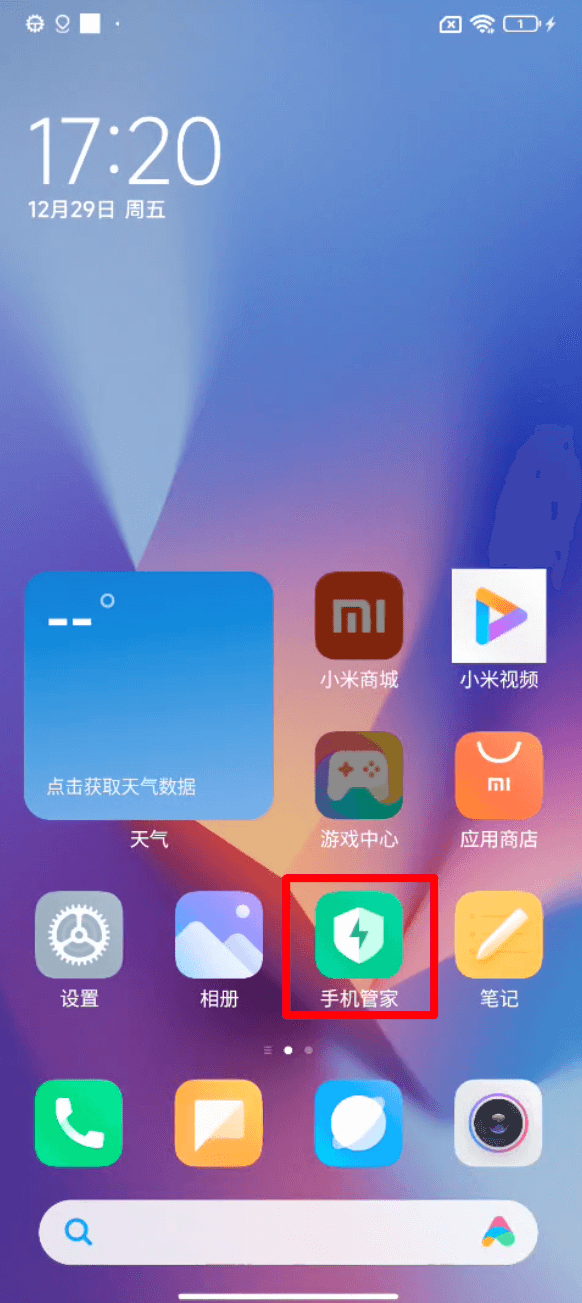 1
17:20
12月29日 周五
--°
点击获取天气数据
天气
mi
小米商城
小米视频
游戏中心
mi
应用商店
设置
相册
手机管家
笔记